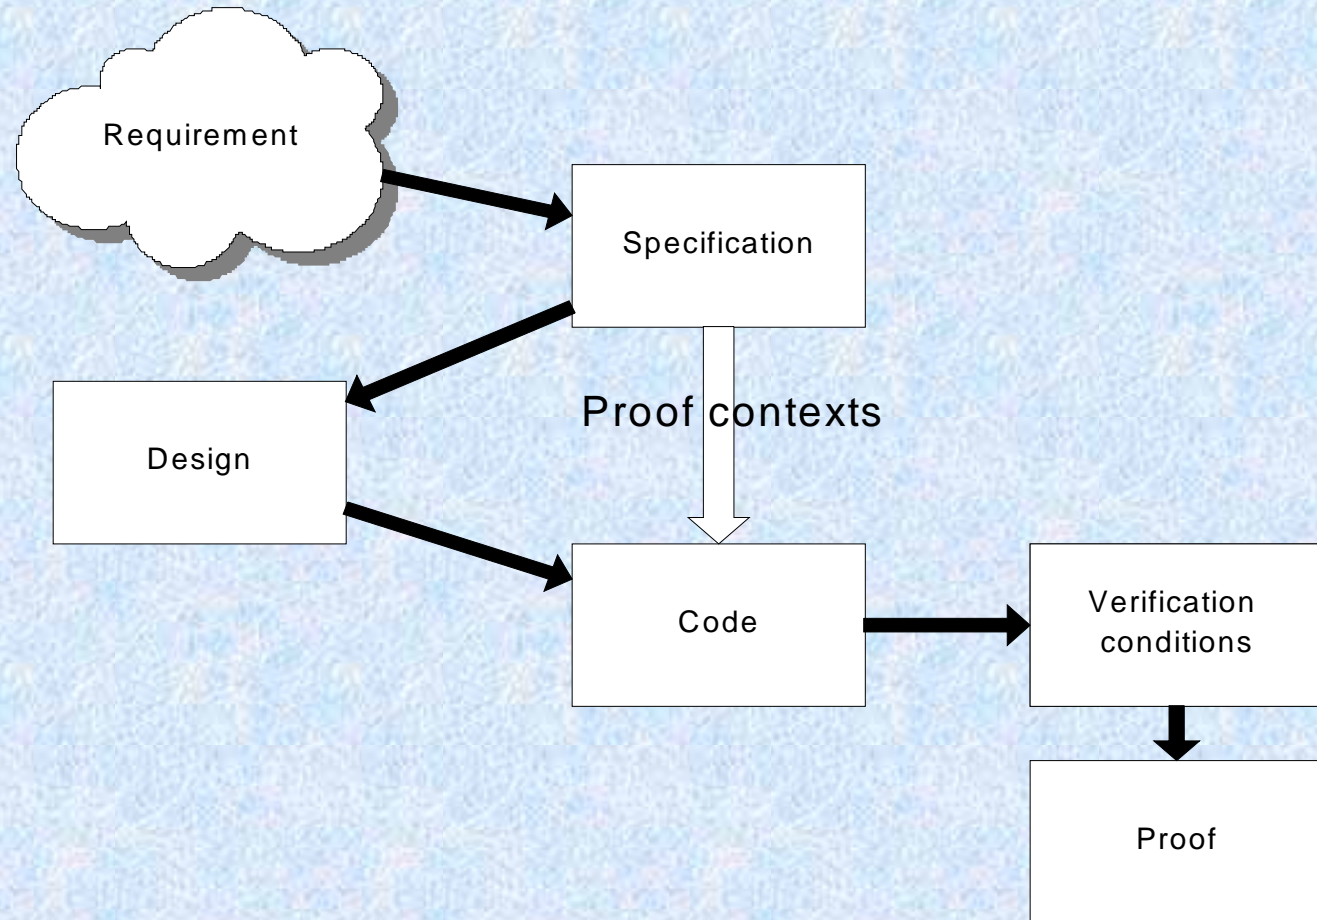 Requirement
Specification
Proof contexts
Design
Code
Verification
conditions
Proof